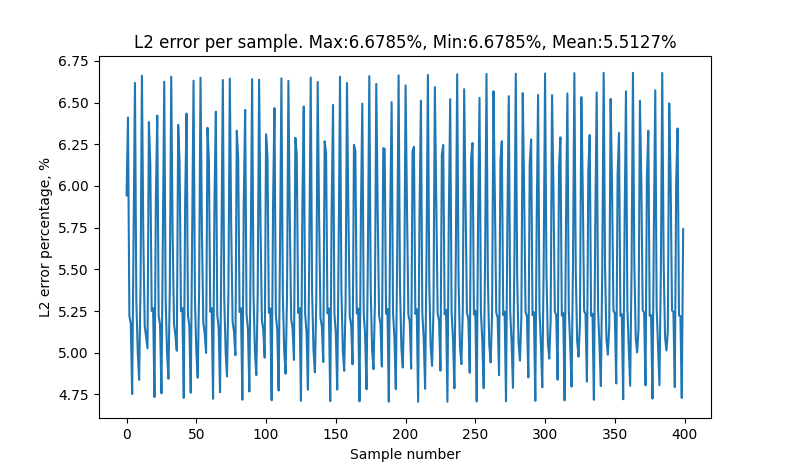 L2 error per sample. Max:6.6785%, Min:6.6785%, Mean:5.5127%
L2 error percentage, %
6.75
6.50
6.25
6.00
5.75
5.50
5.25
5.00
4.75
0 50 100 150 200 250 300 350 400
Sample number